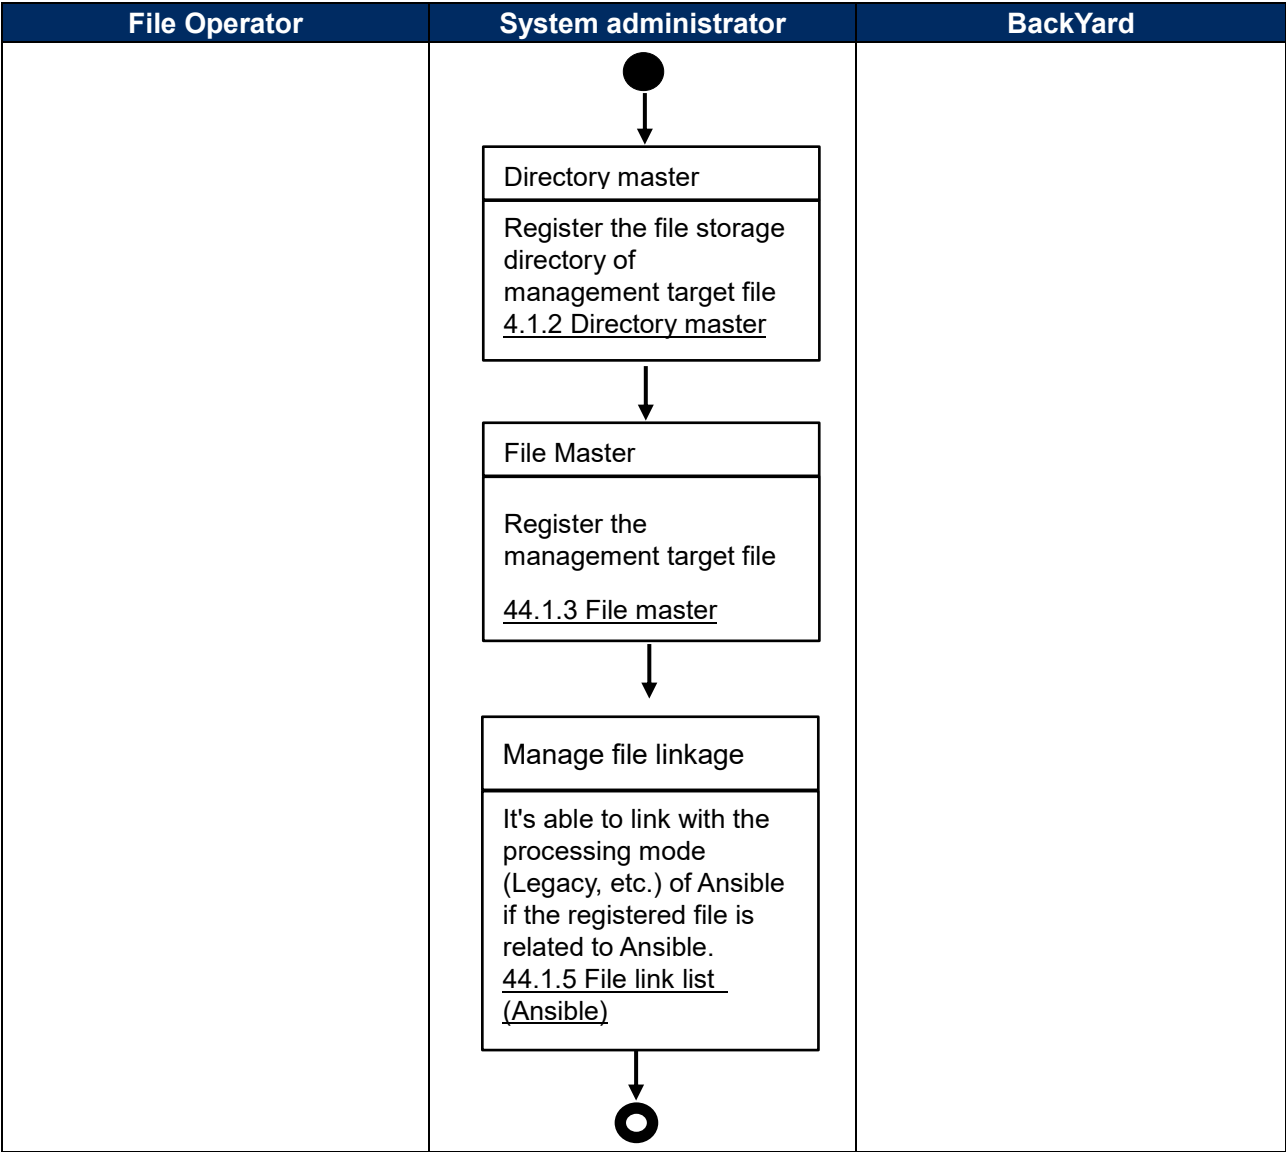 File Operator
System administrator
BackYard
Directory master
Register the file storage
directory of
management target file
4.1.2 Directory master
File Master
Register the
management target file
44.1.3 File master
Manage file linkage
It's able to link with the
processing mode
(Legacy, etc.) of Ansible
if the registered file is
related to Ansible.
44.1.5 File link list
(Ansible)